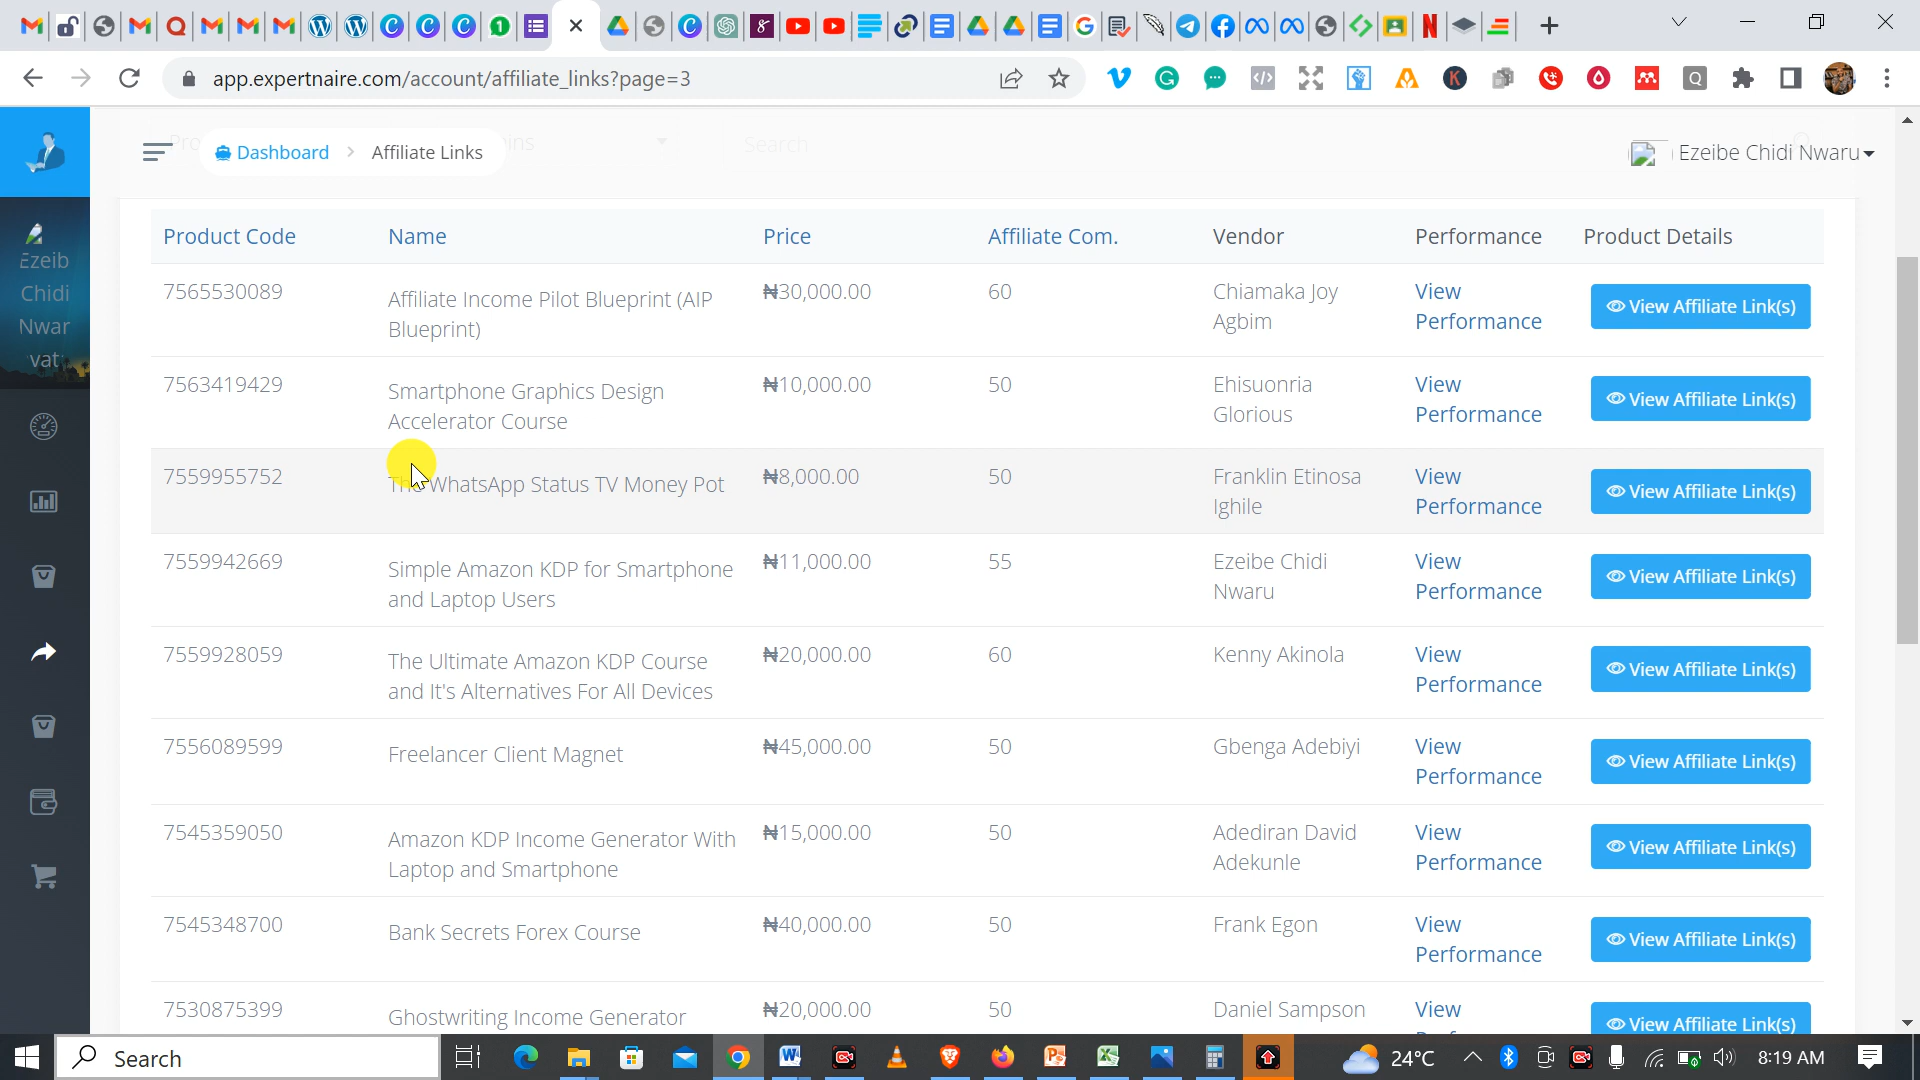 app.expertnaire.com/account/affiliate_links?page=3
Dashboard > Affiliate Links
Search
Ezeibe Chidi Nwaru
Ezeib
Chidi
Nwar
vat
Product Code Name Price Affiliate Com. Vendor Performance Product Details
7565530089 Affiliate Income Pilot Blueprint (AIP ₦30,000.00 60 Chiamaka Joy View View Affiliate Link(s)
Blueprint) Agbim Performance
7563419429 Smartphone Graphics Design ₦10,000.00 50 Ehisuonria View View Affiliate Link(s)
Accelerator Course Glorious Performance
7559955752 The WhatsApp Status TV Money Pot ₦8,000.00 50 Franklin Etinosa View View Affiliate Link(s)
Ighile Performance
7559942669 Simple Amazon KDP for Smartphone ₦11,000.00 55 Ezeibe Chidi View View Affiliate Link(s)
and Laptop Users Nwaru Performance
7559928059 The Ultimate Amazon KDP Course ₦20,000.00 60 Kenny Akinola View View Affiliate Link(s)
and It's Alternatives For All Devices Performance
7556089599 Freelancer Client Magnet ₦45,000.00 50 Gbenga Adebiyi View View Affiliate Link(s)
Performance
7545359050 Amazon KDP Income Generator With ₦15,000.00 50 Adediran David View View Affiliate Link(s)
Laptop and Smartphone Adekunle Performance
7545348700 Bank Secrets Forex Course ₦40,000.00 50 Frank Egon View View Affiliate Link(s)
Performance
7530875399 Ghostwriting Income Generator ₦20,000.00 50 Daniel Sampson View View Affiliate Link(s)
Search 24°C 8:19 AM